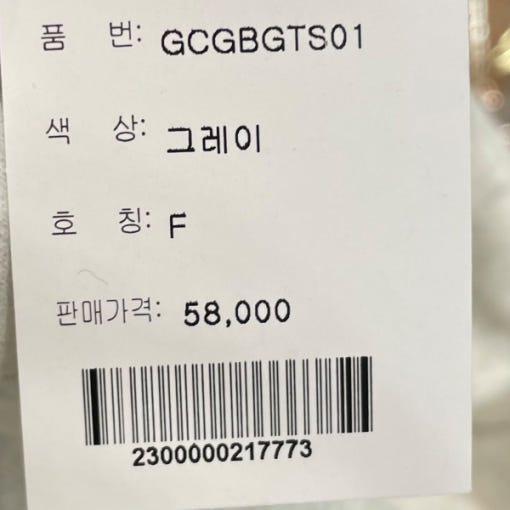 품 번: GCGBGTS01
색 상: 그레이
호 칭: F
판매가격: 58,000
2300000217773